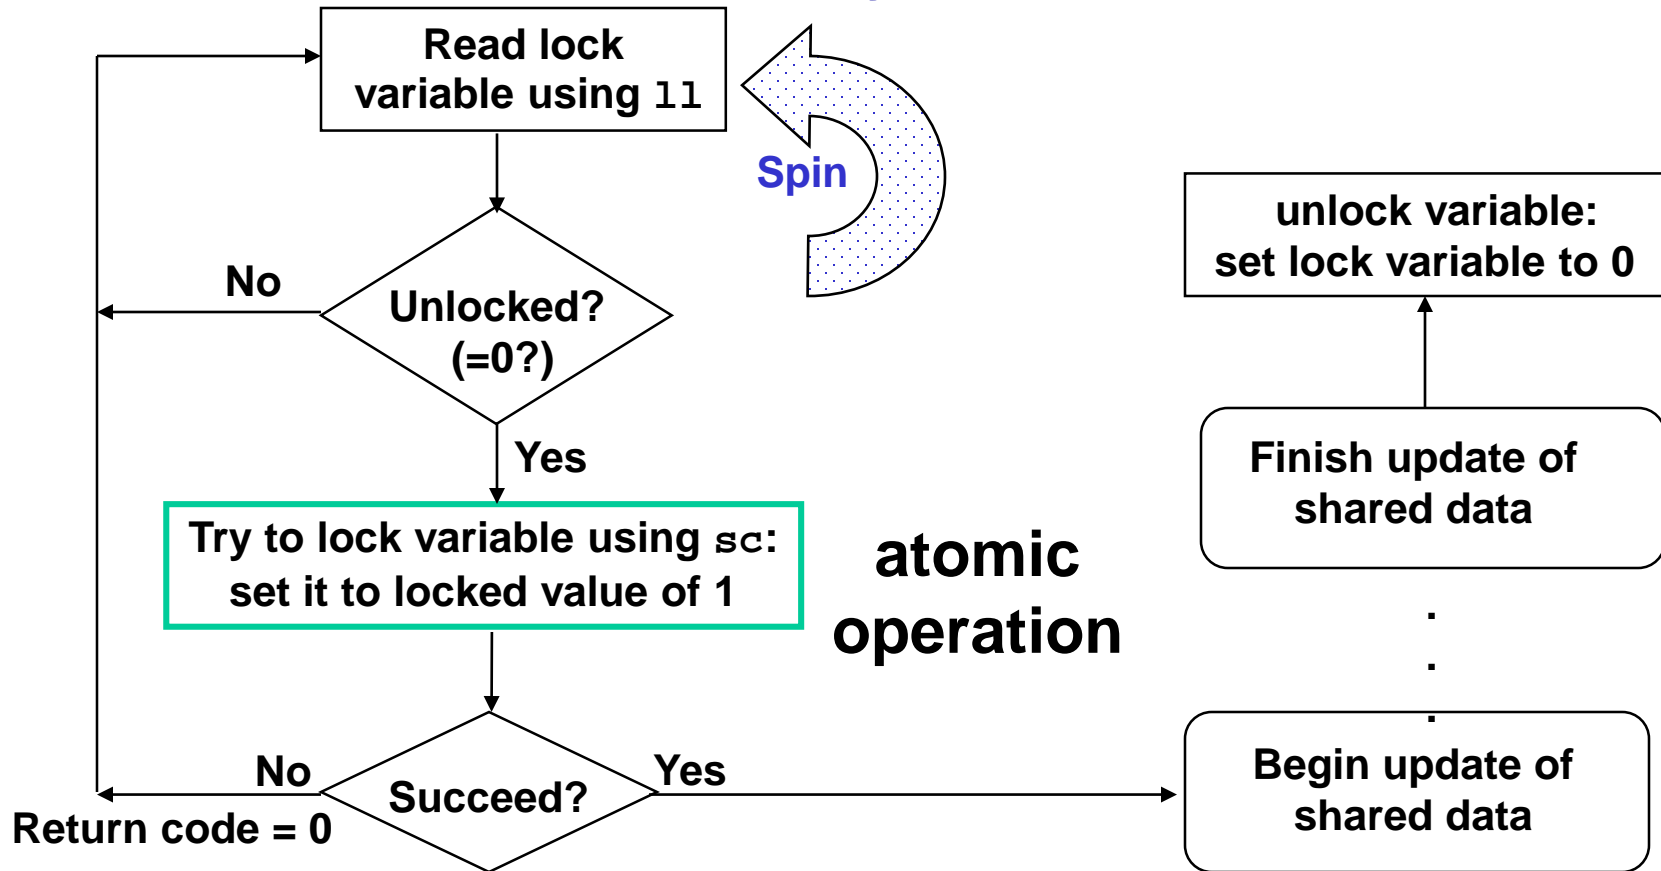 Read lock
variable using ll
Spin
No
Unlocked?
(=0?)
Yes
Try to lock variable using sc:
set it to locked value of 1
atomic
operation
No
Succeed?
Yes
Return code = 0
Begin update of
shared data
.
.
.
Finish update of
shared data
unlock variable:
set lock variable to 0